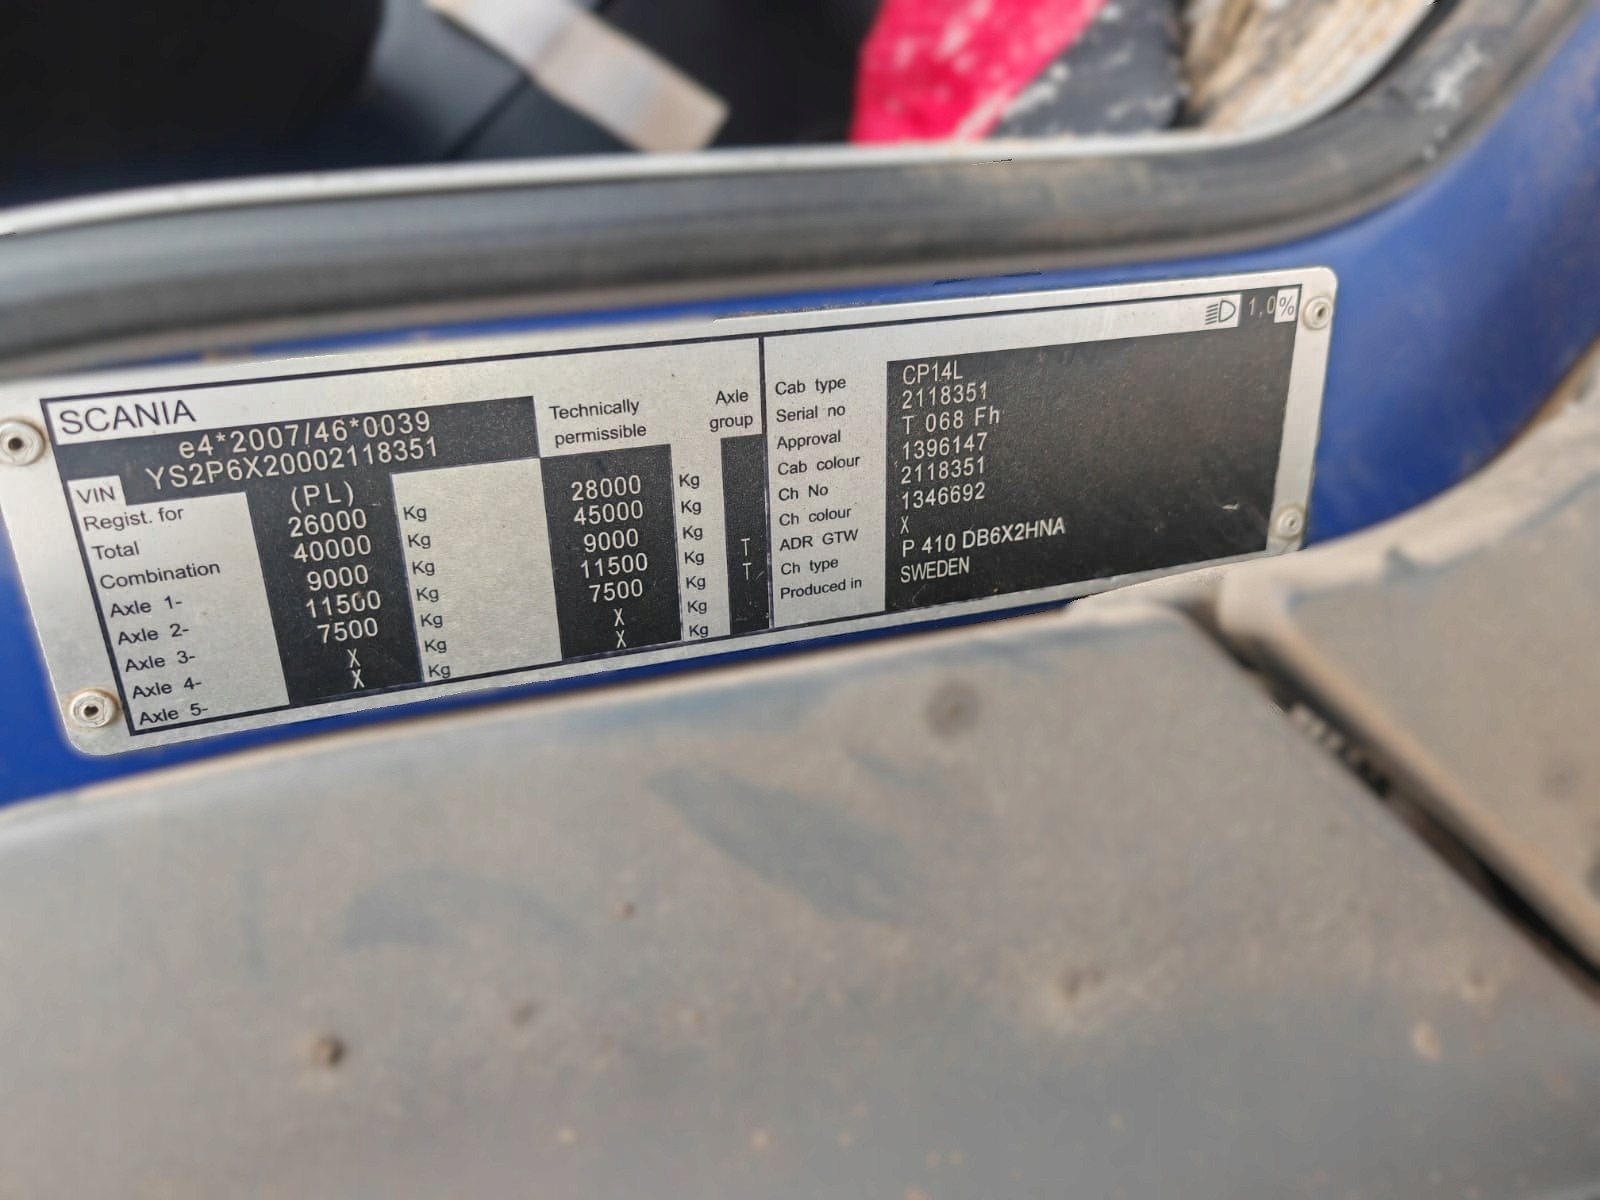 SCANIA
e4*2007/46*0039
VIN YS2P6X20002118351
Regist. for (PL)
Total 26000 Kg 28000 Kg
Combination 40000 Kg 45000 Kg
Axle 1- 9000 Kg 9000 Kg
Axle 2- 11500 Kg 11500 Kg T
Axle 3- 7500 Kg 7500 Kg T
Axle 4- X Kg X Kg
Axle 5- X Kg X Kg
Technically
permissible
Axle
group
1,0%
Cab type CP14L
Serial no 2118351
Approval T 068 Fh
Cab colour 1396147
Ch No 2118351
Ch colour 1346692
ADR GTW X
Ch type P 410 DB6X2HNA
Produced in SWEDEN